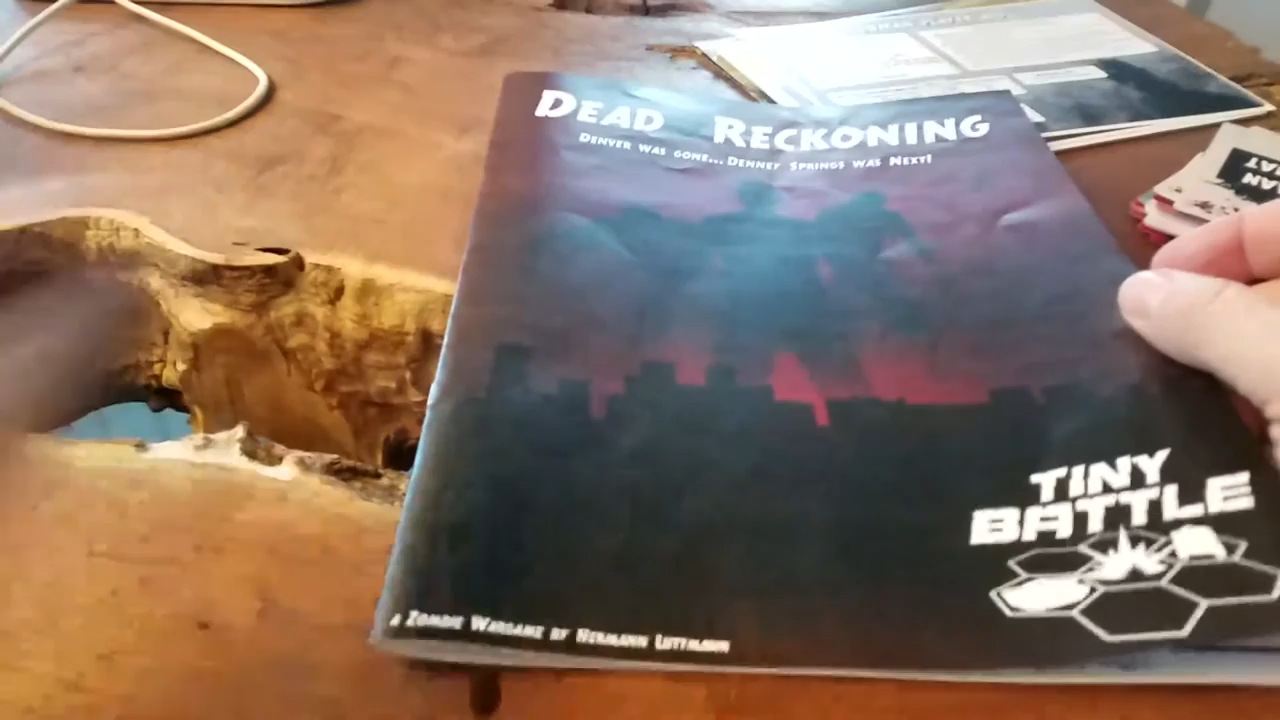 DEAD RECKONING
DENVER WAS GONE... DENNEY SPRINGS WAS NEXT!
TINY
BATTLE
A ZOMBIE WARGAME BY HERMANN LUTTMANN